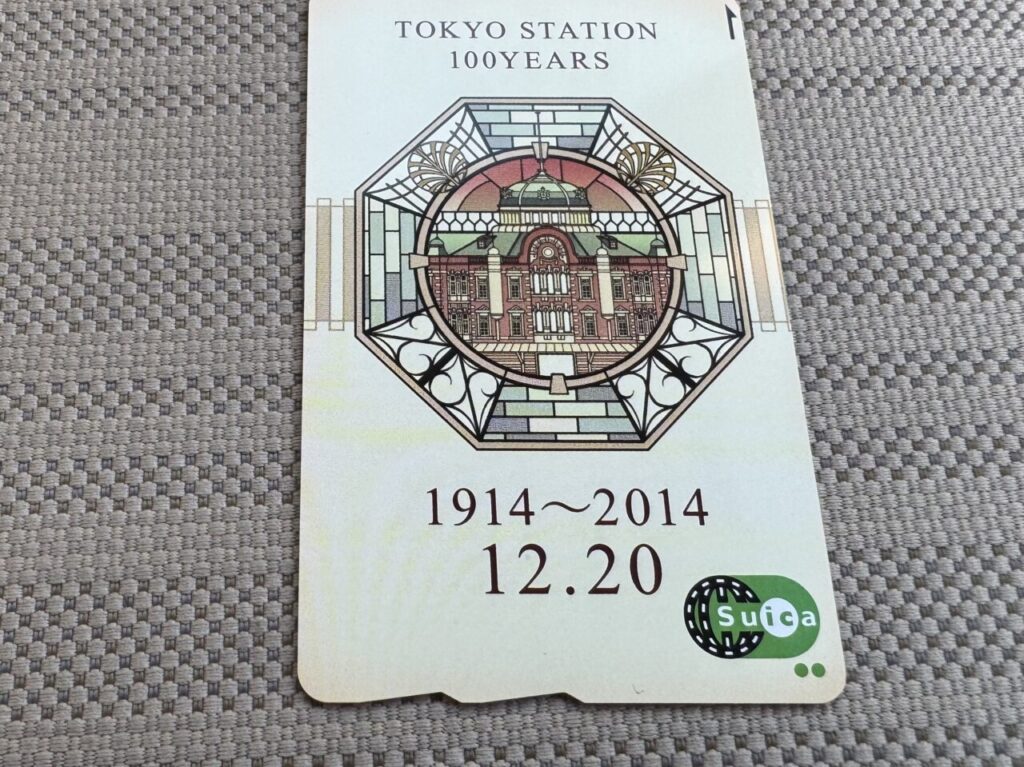 TOKYO STATION
100YEARS
1914～2014
12.20
Suica